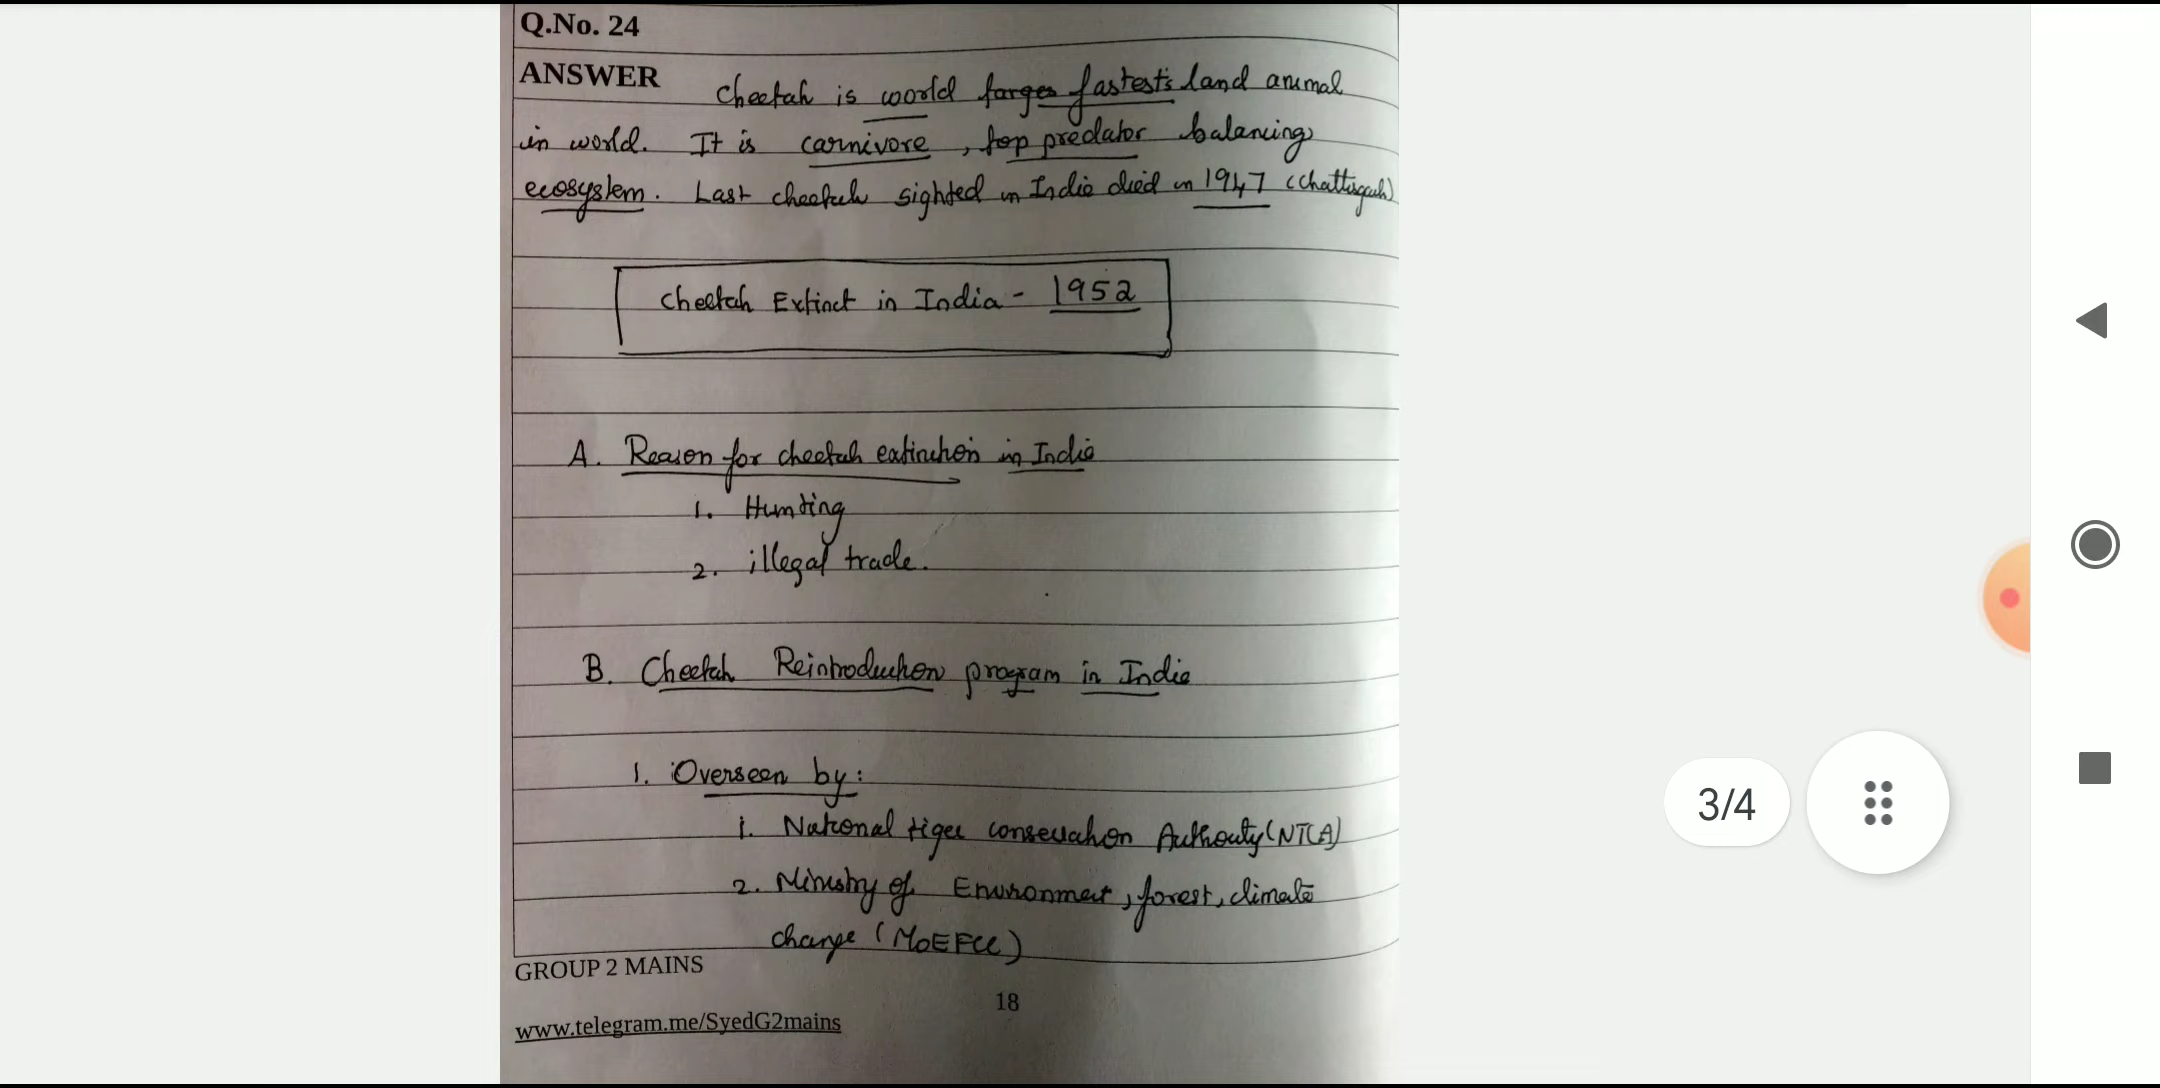 Q.No. 24
ANSWER Cheetah is world larges fastest's land animal
in world. It is carnivore, top predator balancing
ecosystem. Last cheetah sighted in India died in 1947 (Chattisgarh)
Cheetah Extinct in India - 1952
A. Reason for cheetah extinction in India
1. Hunting
2. illegal trade.
B. Cheetah Reintroduction program in India
1. Overseen by:
i. National tiger conservation Authority (NTCA)
2. Ministry of Environment, forest, climate
change (MoEFCC)
GROUP 2 MAINS
18
www.telegram.me/SyedG2mains
3/4